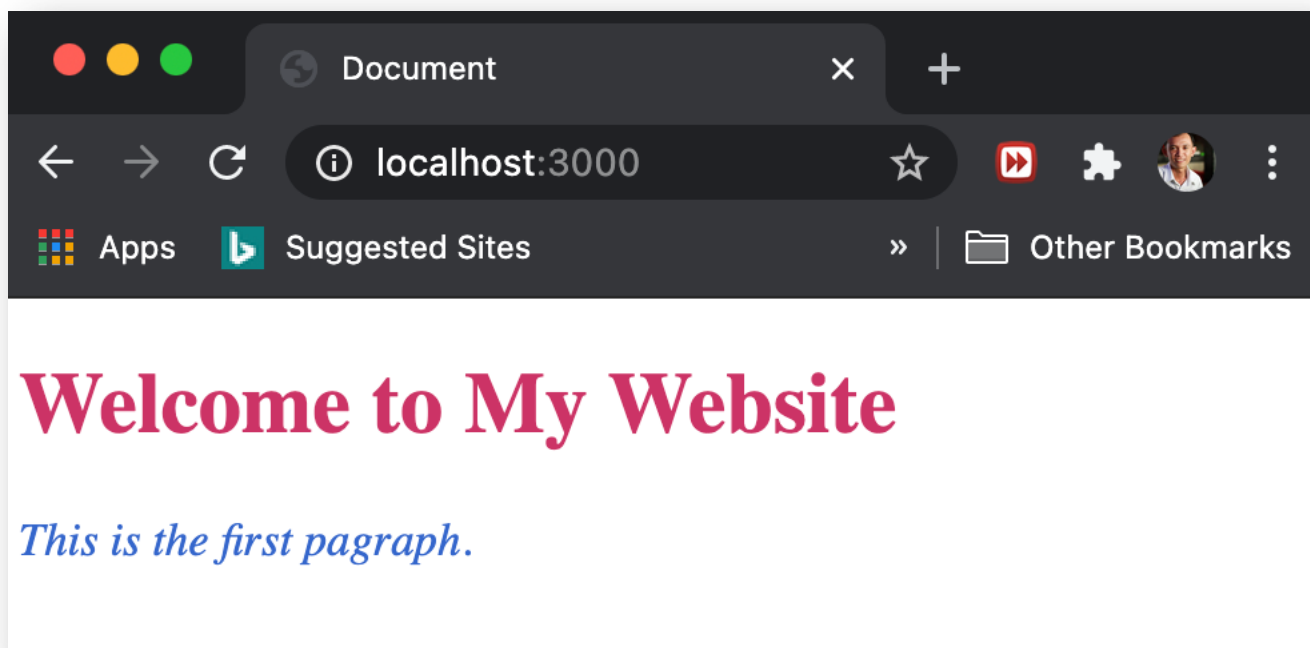 Document
localhost:3000
Apps Suggested Sites » Other Bookmarks
Welcome to My Website
This is the first pagraph.